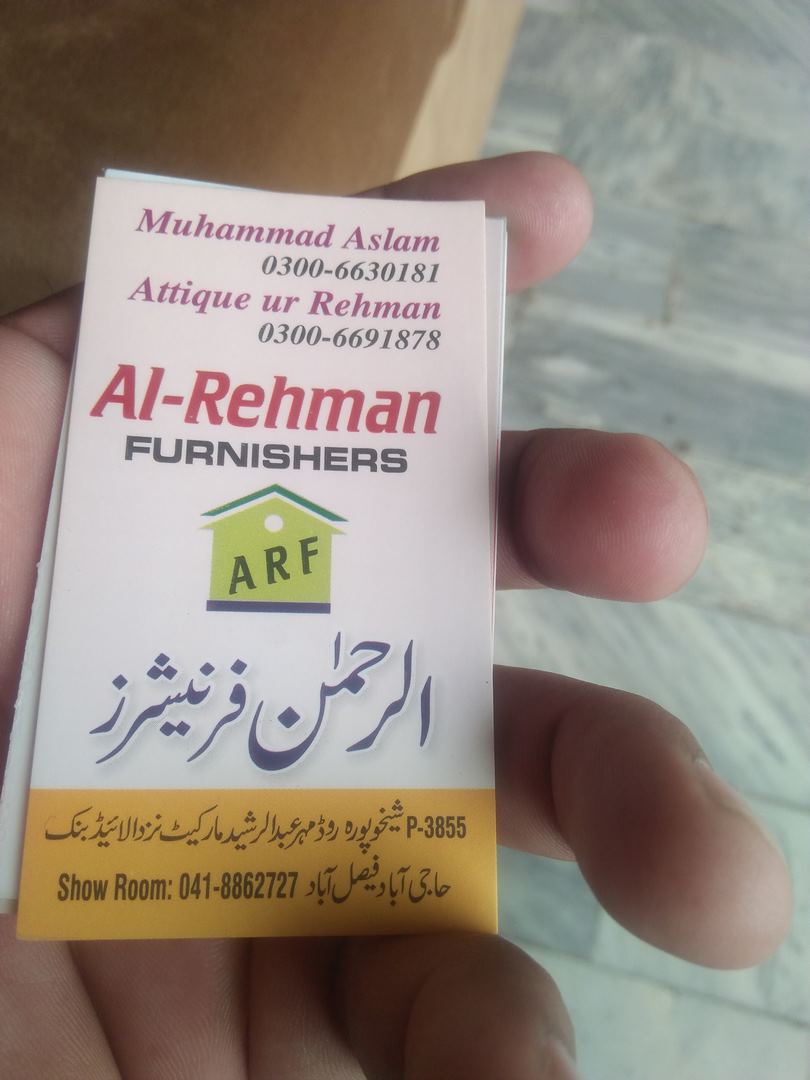 Muhammad Aslam
0300-6630181
Attique ur Rehman
0300-6691878
Al-Rehman
FURNISHERS
ARF
الرحمٰن فرنیشرز
P-3855 شیخوپورہ روڈ مہر عبدالرشید مارکیٹ نزد الائیڈ بنک
حاجی آباد فیصل آباد Show Room: 041-8862727